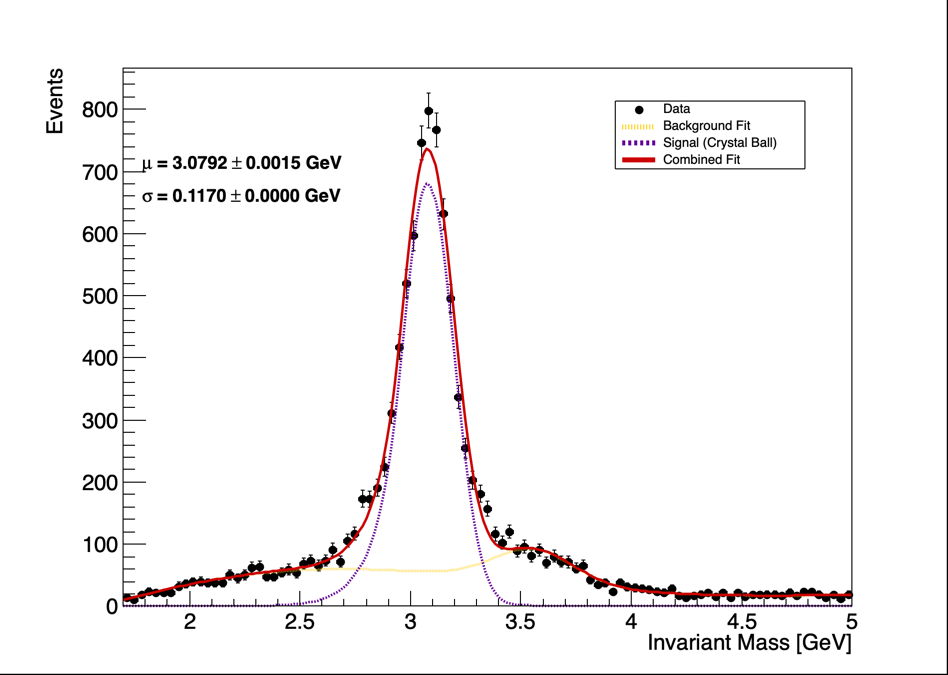 Events
800
700
600
500
400
300
200
100
0
μ = 3.0792 ± 0.0015 GeV
σ = 0.1170 ± 0.0000 GeV
Data
Background Fit
Signal (Crystal Ball)
Combined Fit
2 2.5 3 3.5 4 4.5 5
Invariant Mass [GeV]